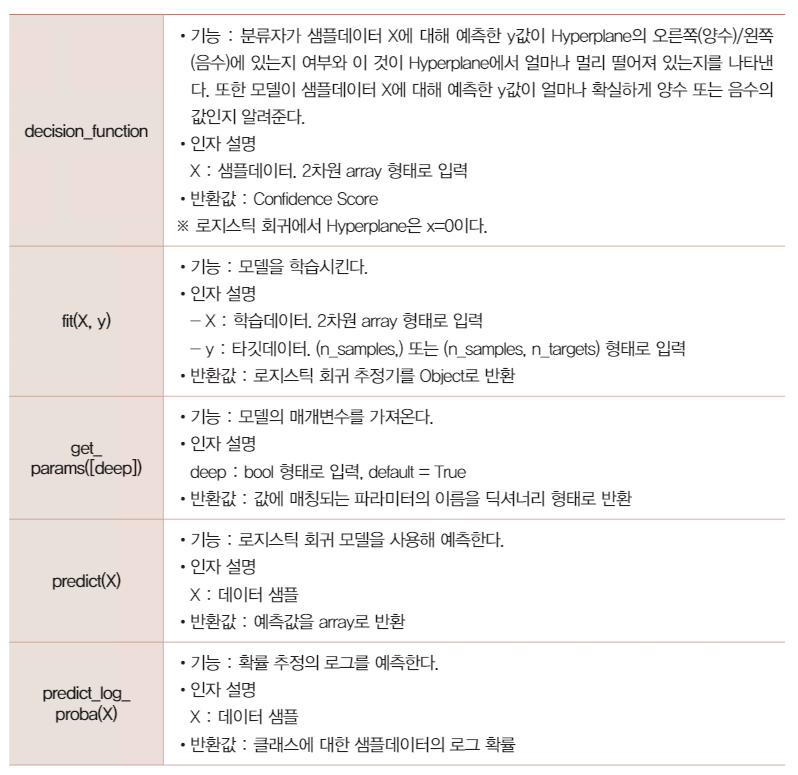 decision_function
• 기능 : 분류자가 샘플데이터 X에 대해 예측한 y값이 Hyperplane의 오른쪽(양수)/왼쪽
(음수)에 있는지 여부와 이 것이 Hyperplane에서 얼마나 멀리 떨어져 있는지를 나타낸
다. 또한 모델이 샘플데이터 X에 대해 예측한 y값이 얼마나 확실하게 양수 또는 음수의
값인지 알려준다.
• 인자 설명
X : 샘플데이터. 2차원 array 형태로 입력
• 반환값 : Confidence Score
※ 로지스틱 회귀에서 Hyperplane은 x=0이다.
fit(X, y)
• 기능 : 모델을 학습시킨다.
• 인자 설명
– X : 학습데이터. 2차원 array 형태로 입력
– y : 타깃데이터. (n_samples,) 또는 (n_samples, n_targets) 형태로 입력
• 반환값 : 로지스틱 회귀 추정기를 Object로 반환
get_
params([deep])
• 기능 : 모델의 매개변수를 가져온다.
• 인자 설명
deep : bool 형태로 입력, default = True
• 반환값 : 값에 매칭되는 파라미터의 이름을 딕셔너리 형태로 반환
predict(X)
• 기능 : 로지스틱 회귀 모델을 사용해 예측한다.
• 인자 설명
X : 데이터 샘플
• 반환값 : 예측값을 array로 반환
predict_log_
proba(X)
• 기능 : 확률 추정의 로그를 예측한다.
• 인자 설명
X : 데이터 샘플
• 반환값 : 클래스에 대한 샘플데이터의 로그 확률